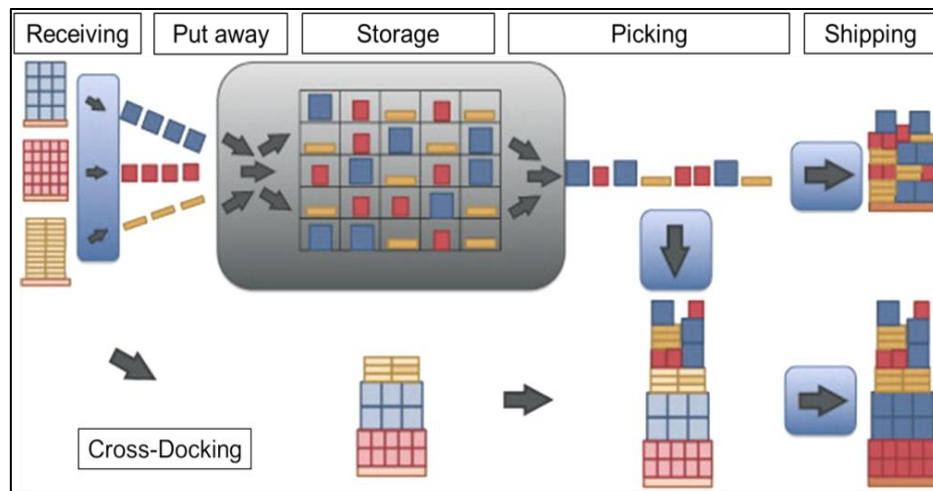 Receiving
Put away
Storage
Picking
Shipping
Cross-Docking